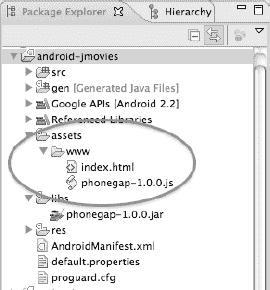 Package Explorer
Hierarchy
android-jmovies
src
gen [Generated Java Files]
Google APIs [Android 2.2]
Referenced Libraries
assets
www
index.html
phonegap-1.0.0.js
libs
phonegap-1.0.0.jar
res
AndroidManifest.xml
default.properties
proguard.cfg